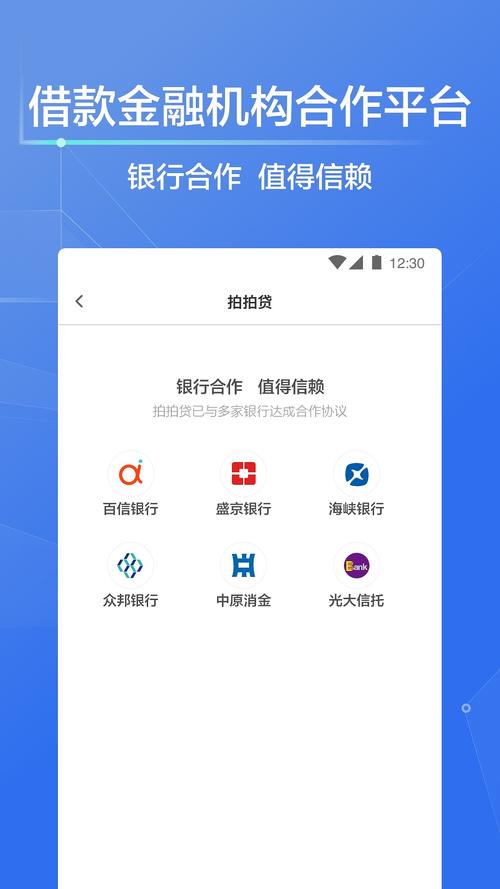 借款金融机构合作平台
银行合作 值得信赖
12:30
拍拍贷
银行合作 值得信赖
拍拍贷已与多家银行达成合作协议
百信银行 盛京银行 海峡银行
Bank
众邦银行 中原消金 光大信托